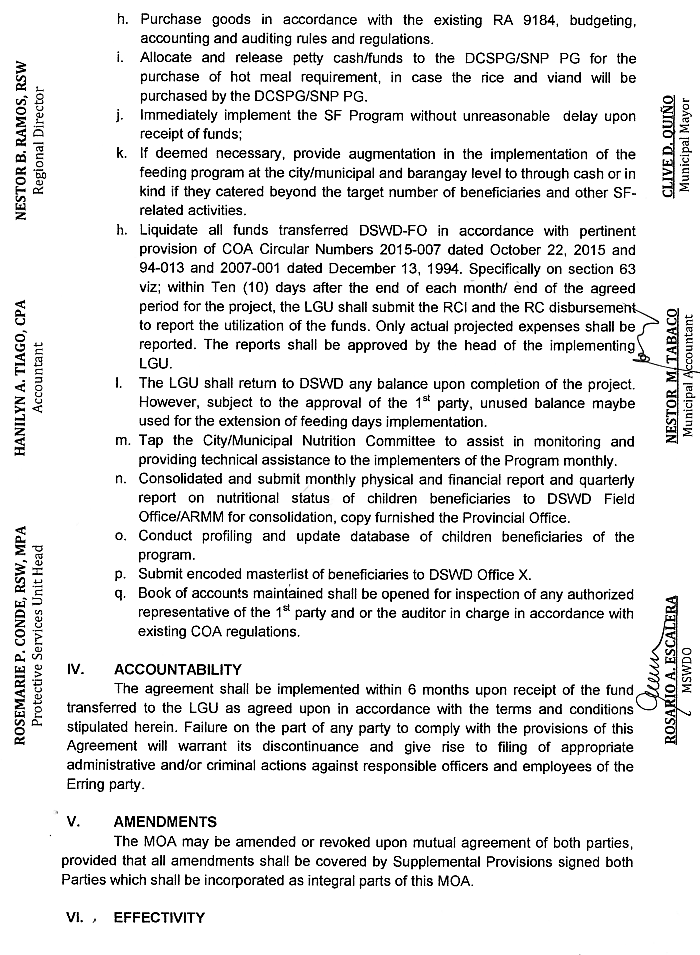 h. Purchase goods in accordance with the existing RA 9184, budgeting,
accounting and auditing rules and regulations.
i. Allocate and release petty cash/funds to the DCSPG/SNP PG for the
purchase of hot meal requirement, in case the rice and viand will be
purchased by the DCSPG/SNP PG.
j. Immediately implement the SF Program without unreasonable delay upon
receipt of funds;
k. If deemed necessary, provide augmentation in the implementation of the
feeding program at the city/municipal and barangay level to through cash or in
kind if they catered beyond the target number of beneficiaries and other SF-
related activities.
h. Liquidate all funds transferred DSWD-FO in accordance with pertinent
provision of COA Circular Numbers 2015-007 dated October 22, 2015 and
94-013 and 2007-001 dated December 13, 1994. Specifically on section 63
viz; within Ten (10) days after the end of each month/ end of the agreed
period for the project, the LGU shall submit the RCI and the RC disbursement
to report the utilization of the funds. Only actual projected expenses shall be
reported. The reports shall be approved by the head of the implementing
LGU.
l. The LGU shall return to DSWD any balance upon completion of the project.
However, subject to the approval of the 1st party, unused balance maybe
used for the extension of feeding days implementation.
m. Tap the City/Municipal Nutrition Committee to assist in monitoring and
providing technical assistance to the implementers of the Program monthly.
n. Consolidated and submit monthly physical and financial report and quarterly
report on nutritional status of children beneficiaries to DSWD Field
Office/ARMM for consolidation, copy furnished the Provincial Office.
o. Conduct profiling and update database of children beneficiaries of the
program.
p. Submit encoded masterlist of beneficiaries to DSWD Office X.
q. Book of accounts maintained shall be opened for inspection of any authorized
representative of the 1st party and or the auditor in charge in accordance with
existing COA regulations.
IV. ACCOUNTABILITY
The agreement shall be implemented within 6 months upon receipt of the fund
transferred to the LGU as agreed upon in accordance with the terms and conditions
stipulated herein. Failure on the part of any party to comply with the provisions of this
Agreement will warrant its discontinuance and give rise to filing of appropriate
administrative and/or criminal actions against responsible officers and employees of the
Erring party.
V. AMENDMENTS
The MOA may be amended or revoked upon mutual agreement of both parties,
provided that all amendments shall be covered by Supplemental Provisions signed both
Parties which shall be incorporated as integral parts of this MOA.
VI. EFFECTIVITY
NESTOR B. RAMOS, RSW
Regional Director
HANILYN A. TIAGO, CPA
Accountant
ROSEMARIE P. CONDE, RSW, MPA
Protective Services Unit Head
CLIVE D. QUIÑO
Municipal Mayor
NESTOR M. TABACO
Municipal Accountant
ROSARIO A. ESCALERA
MSWDO